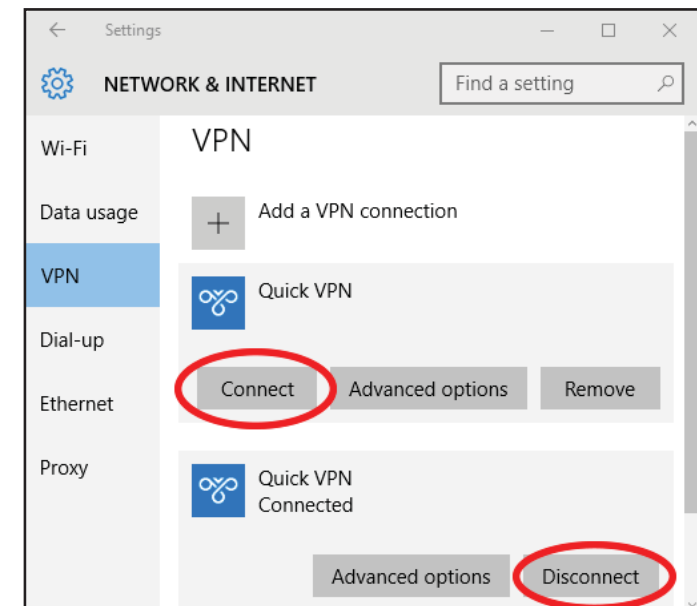 Settings
NETWORK & INTERNET
Find a setting
Wi-Fi
Data usage
VPN
Dial-up
Ethernet
Proxy
VPN
Add a VPN connection
Quick VPN
Connect Advanced options Remove
Quick VPN
Connected
Advanced options Disconnect